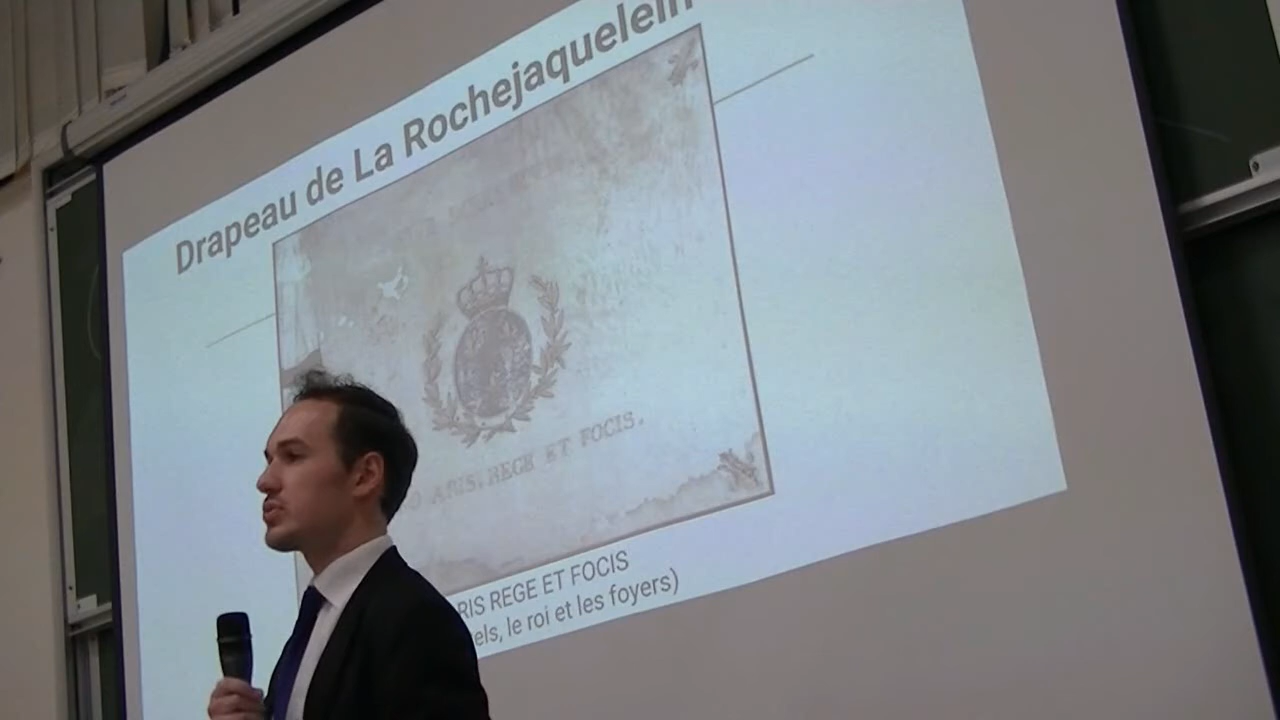 Drapeau de La Rochejaquelein
ARIS. REGE ET FOCIS.
RIS REGE ET FOCIS
els, le roi et les foyers)